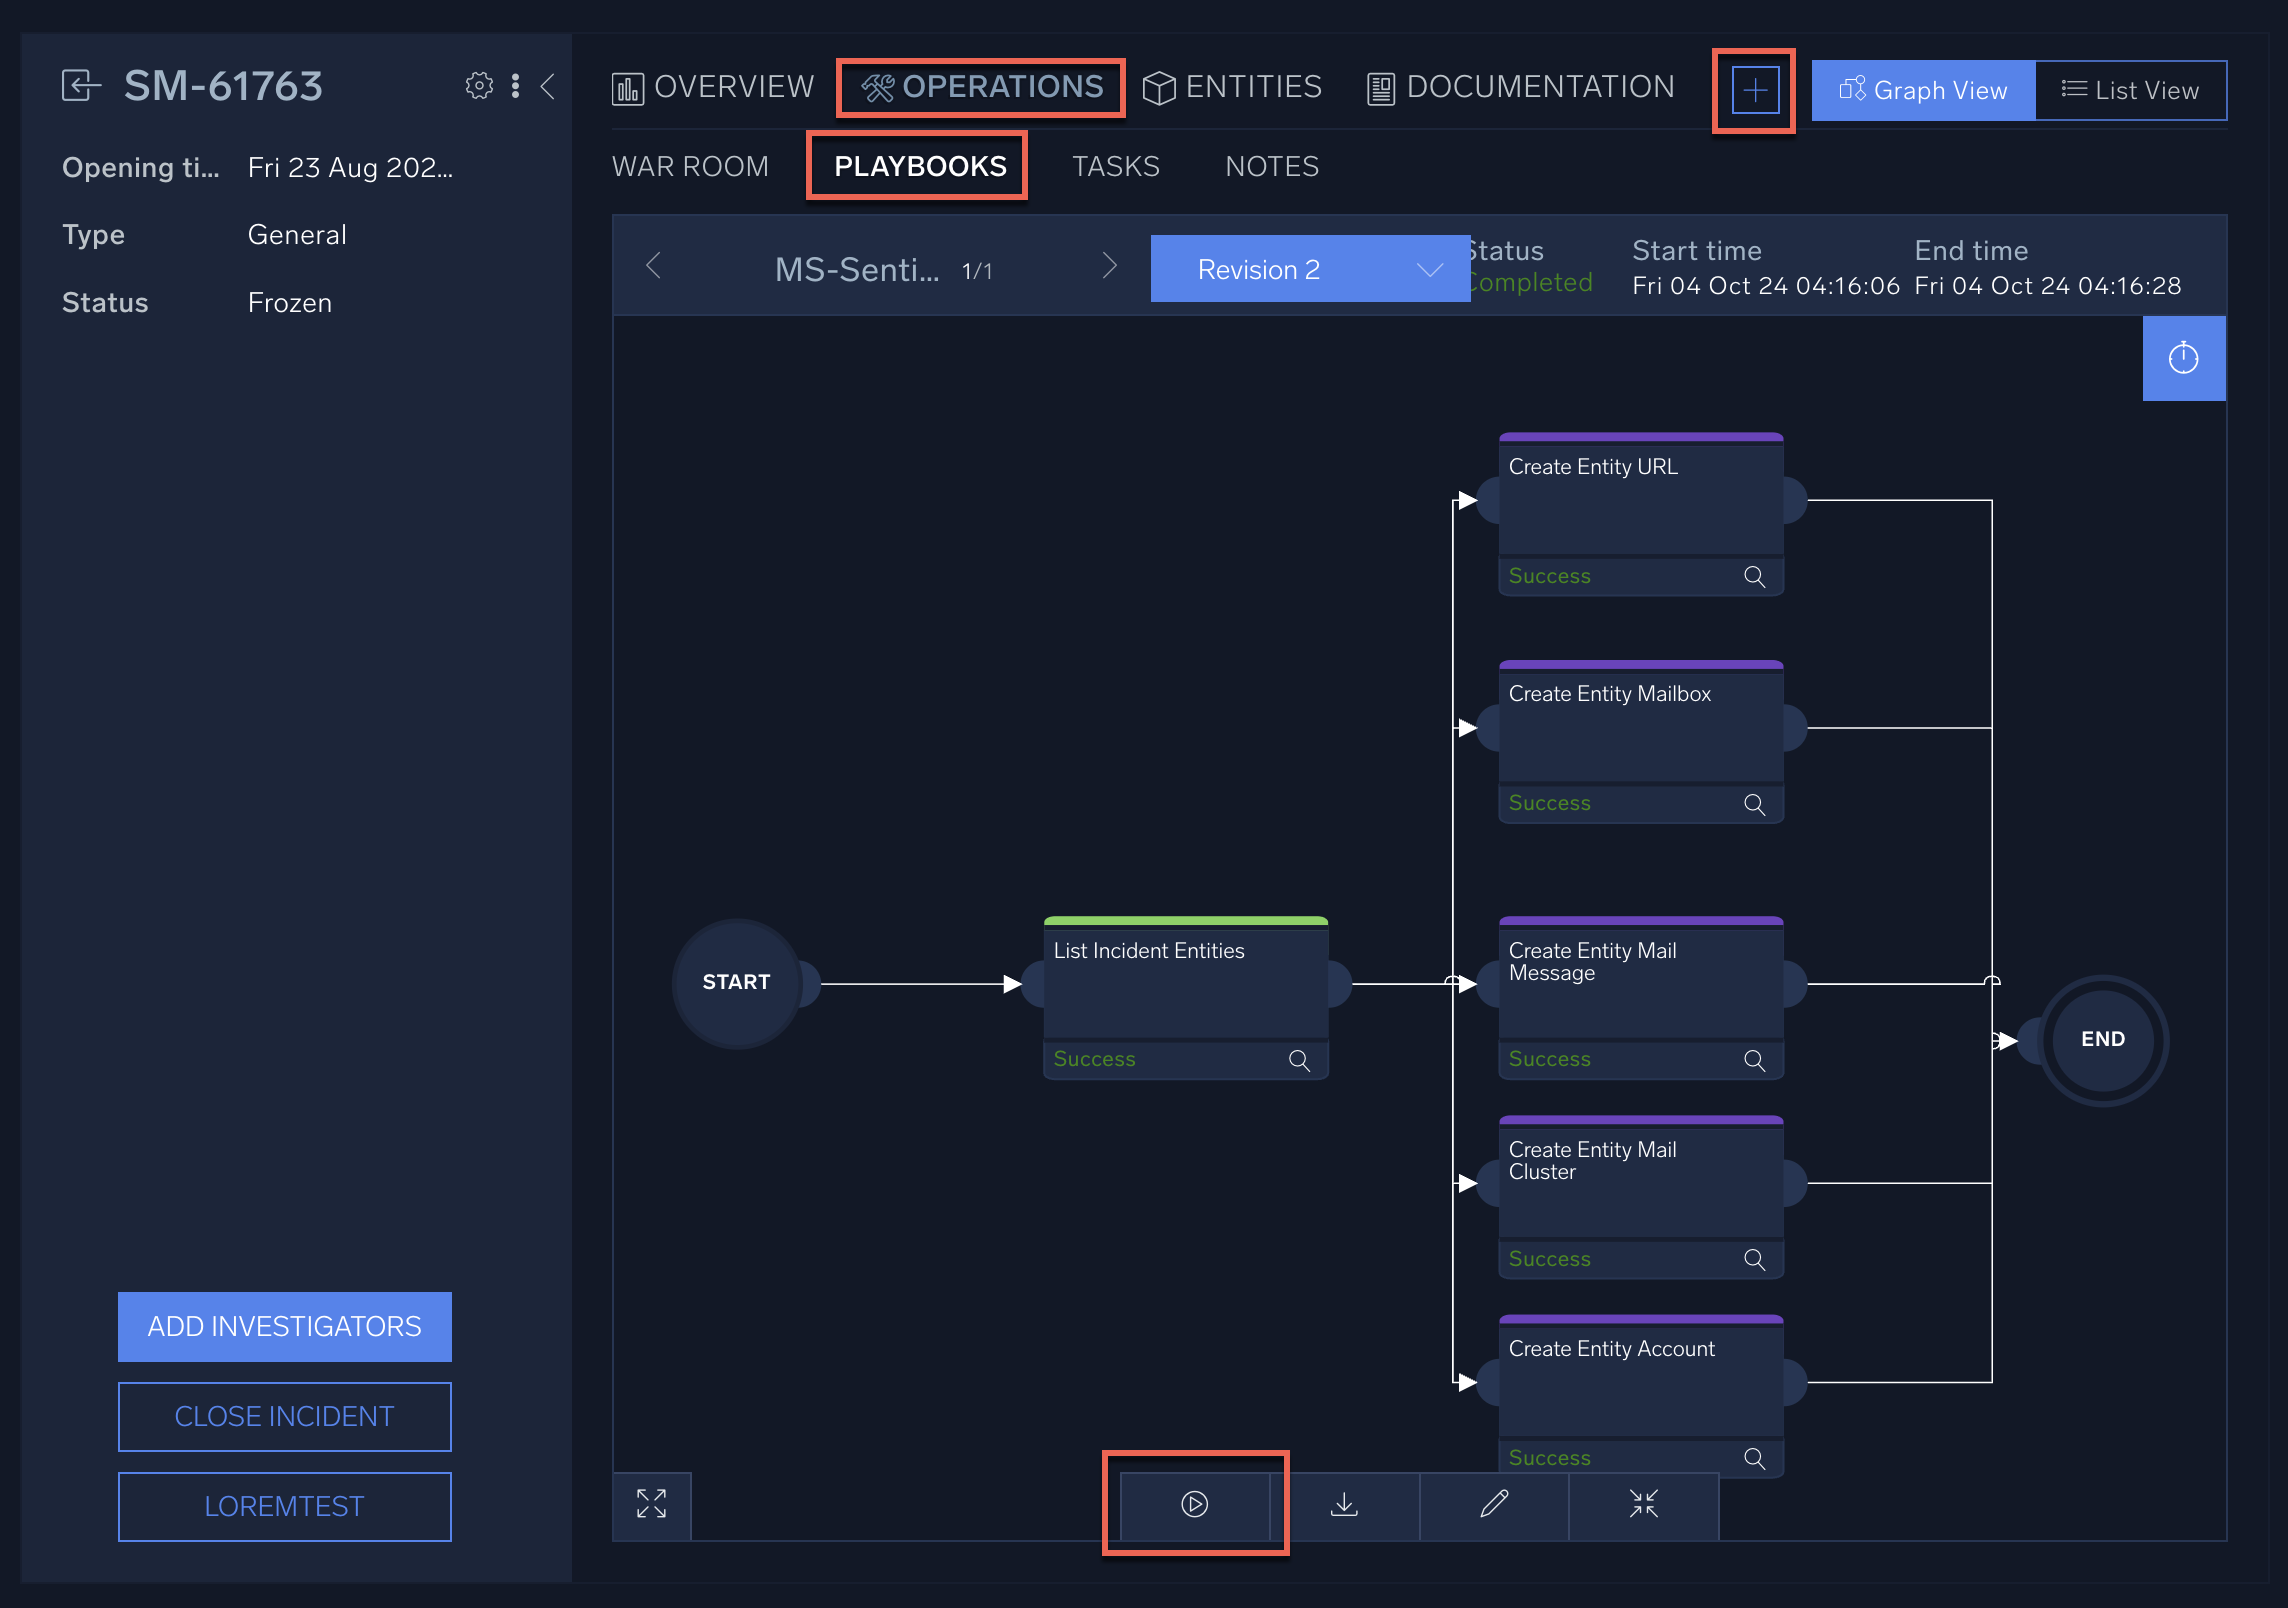 SM-61763
Opening ti... Fri 23 Aug 202...
Type General
Status Frozen
ADD INVESTIGATORS
CLOSE INCIDENT
LOREMTEST
OVERVIEW OPERATIONS ENTITIES DOCUMENTATION Graph View List View
WAR ROOM PLAYBOOKS TASKS NOTES
MS-Senti... 1/1 Revision 2
Status Start time End time
Completed Fri 04 Oct 24 04:16:06 Fri 04 Oct 24 04:16:28
START
List Incident Entities
Success
Create Entity URL
Success
Create Entity Mailbox
Success
Create Entity Mail
Message
Success
Create Entity Mail
Cluster
Success
Create Entity Account
Success
END